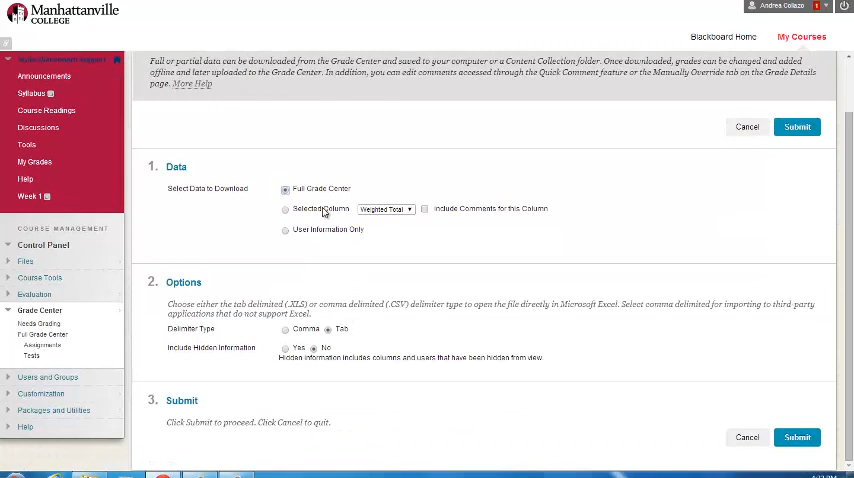 Manhattanville
COLLEGE
Andrea Collazo
1
Blackboard Home
My Courses
Announcements
Syllabus
Course Readings
Discussions
Tools
My Grades
Help
Week 1
COURSE MANAGEMENT
Control Panel
Files
Course Tools
Evaluation
Grade Center
Needs Grading
Full Grade Center
Assignments
Tests
Users and Groups
Customization
Packages and Utilities
Help
Full or partial data can be downloaded from the Grade Center and saved to your computer on a Content Collection folder. Once downloaded, grades can be changed and added
offline and later uploaded to the Grade Center. In addition, you can edit comments accessed through the Quick Comment feature or the Manually Override tab on the Grade Details
page. More Help
Cancel
Submit
1. Data
Select Data to Download
Full Grade Center
Selected Column
Weighted Total
Include Comments for this Column
User Information Only
2. Options
Choose either the tab delimited (.XLS) or comma delimited (.CSV) delimiter type to open the file directly in Microsoft Excel. Select comma delimited for importing to third-party
applications that do not support Excel.
Delimiter Type
Comma
Tab
Include Hidden Information
Yes
No
Hidden information includes columns and users that have been hidden from view.
3. Submit
Click Submit to proceed. Click Cancel to quit.
Cancel
Submit